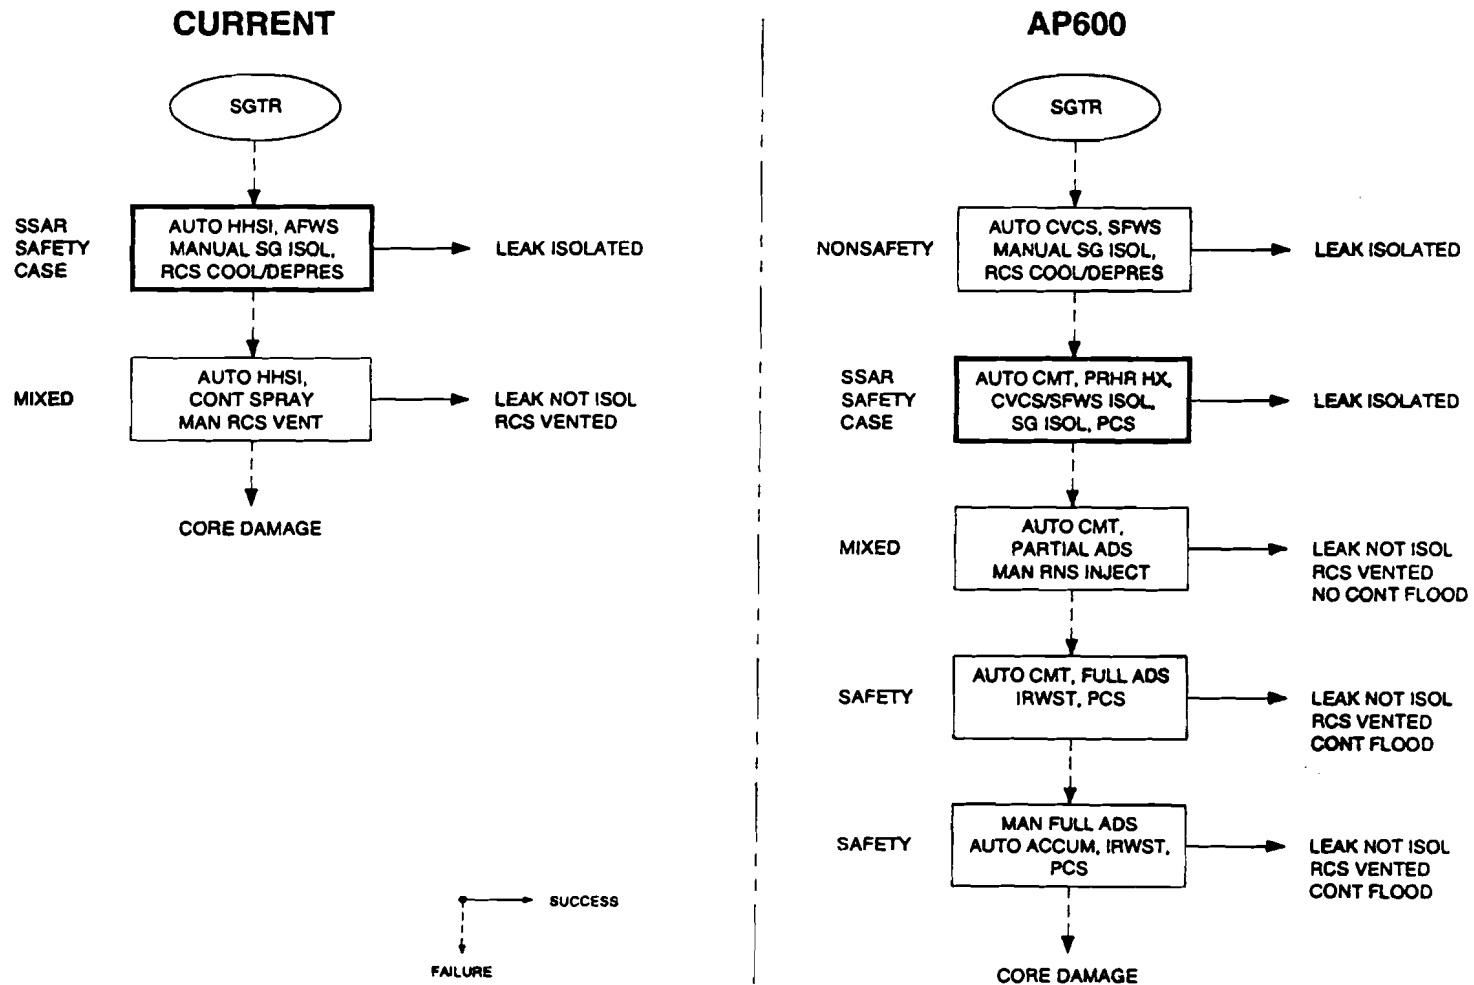 CURRENT
SGTR
SSAR
SAFETY
CASE
AUTO HHSI, AFWS
MANUAL SG ISOL,
RCS COOL/DEPRES
LEAK ISOLATED
MIXED
AUTO HHSI,
CONT SPRAY
MAN RCS VENT
LEAK NOT ISOL
RCS VENTED
CORE DAMAGE
SUCCESS
FAILURE
AP600
SGTR
NONSAFETY
AUTO CVCS, SFWS
MANUAL SG ISOL,
RCS COOL/DEPRES
LEAK ISOLATED
SSAR
SAFETY
CASE
AUTO CMT, PRHR HX,
CVCS/SFWS ISOL,
SG ISOL, PCS
LEAK ISOLATED
MIXED
AUTO CMT,
PARTIAL ADS
MAN RNS INJECT
LEAK NOT ISOL
RCS VENTED
NO CONT FLOOD
SAFETY
AUTO CMT, FULL ADS
IRWST, PCS
LEAK NOT ISOL
RCS VENTED
CONT FLOOD
SAFETY
MAN FULL ADS
AUTO ACCUM, IRWST,
PCS
LEAK NOT ISOL
RCS VENTED
CONT FLOOD
CORE DAMAGE